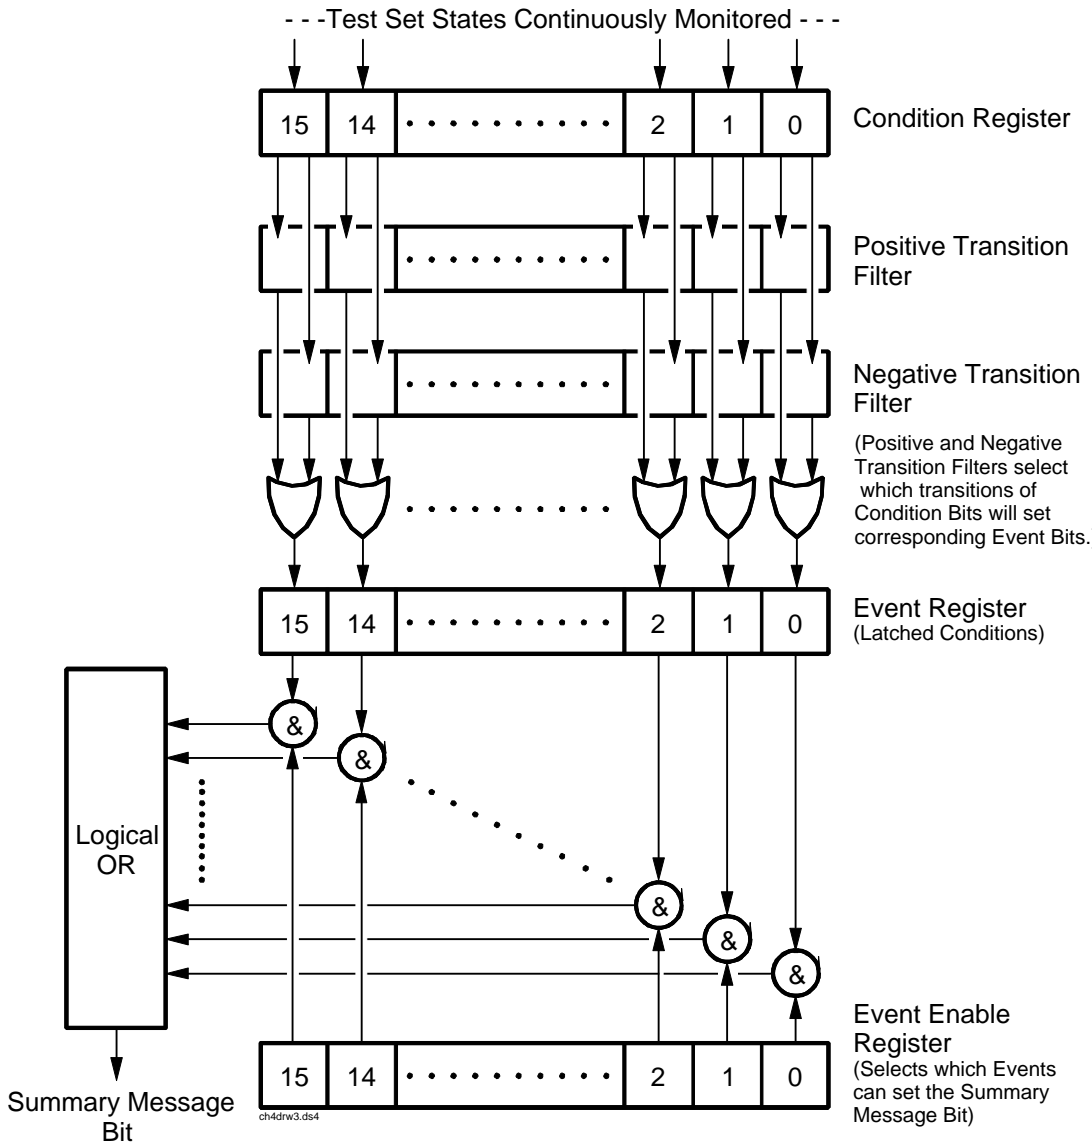 - - -Test Set States Continuously Monitored - - -
15 14 2 1 0
Condition Register
Positive Transition
Filter
Negative Transition
Filter
(Positive and Negative
Transition Filters select
which transitions of
Condition Bits will set
corresponding Event Bits.
15 14 2 1 0
Event Register
(Latched Conditions)
&
&
Logical
OR
&
&
&
Event Enable
Register
(Selects which Events
can set the Summary
Message Bit)
15 14 2 1 0
ch4drw3.ds4
Summary Message
Bit